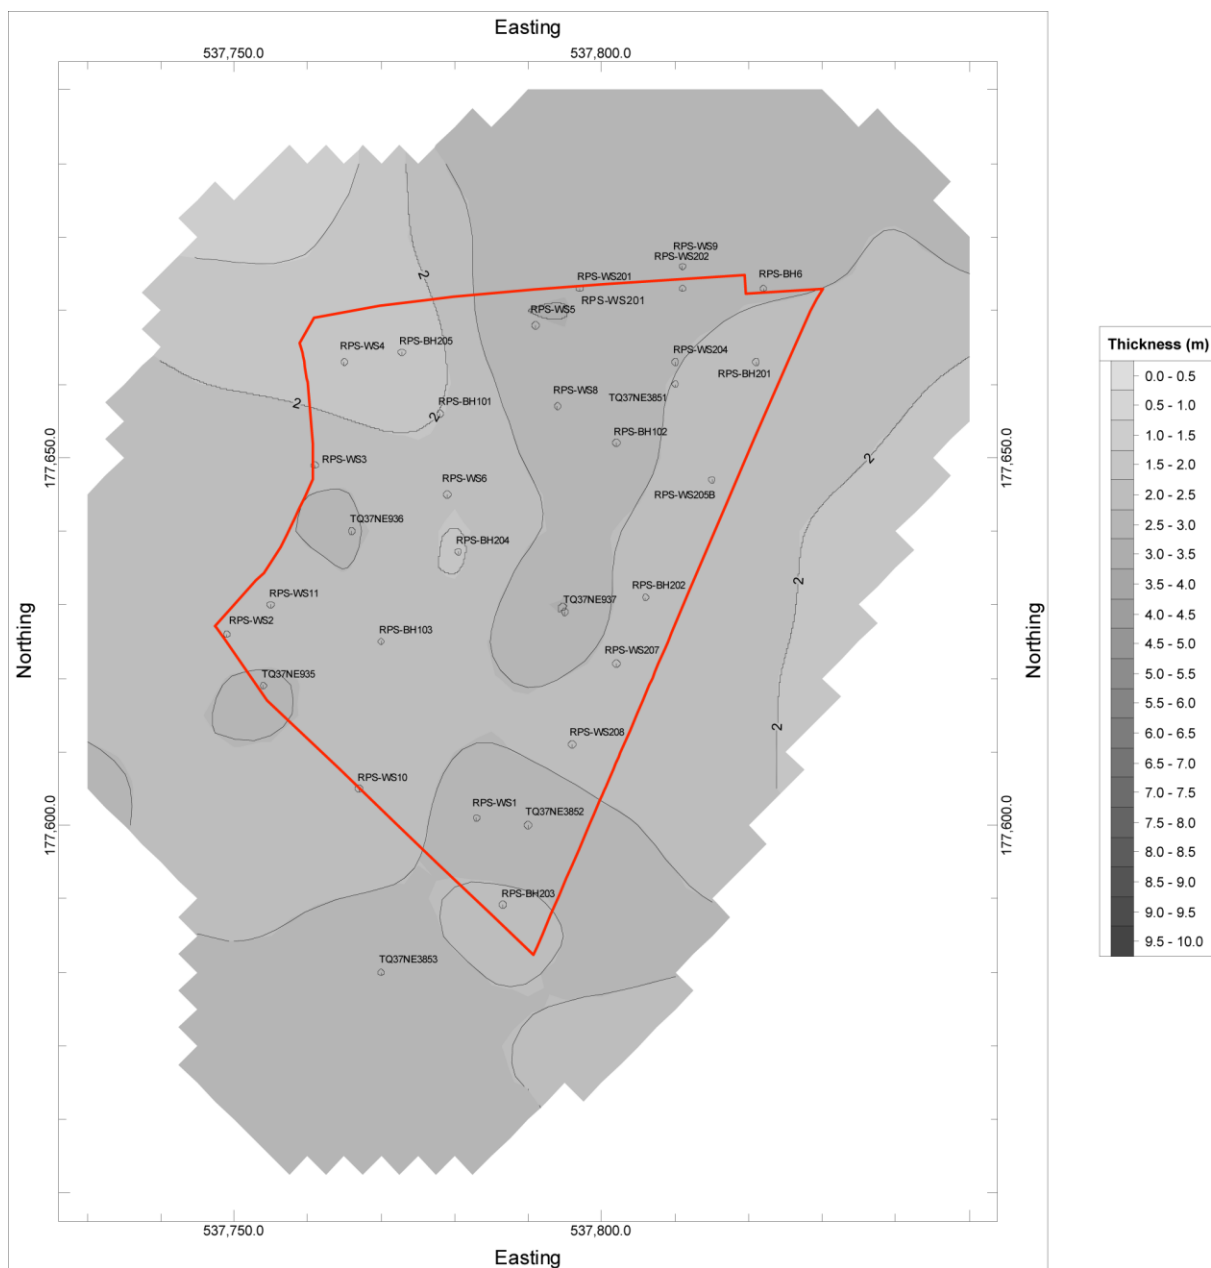 Easting
537,750.0
537,800.0
RPS-WS9
RPS-WS202
RPS-WS201
RPS-BH6
RPS-WS201
RPS-WS5
2
Thickness (m)
0.0 - 0.5
0.5 - 1.0
1.0 - 1.5
1.5 - 2.0
2.0 - 2.5
2.5 - 3.0
3.0 - 3.5
3.5 - 4.0
4.0 - 4.5
4.5 - 5.0
5.0 - 5.5
5.5 - 6.0
6.0 - 6.5
6.5 - 7.0
7.0 - 7.5
7.5 - 8.0
8.0 - 8.5
8.5 - 9.0
9.0 - 9.5
9.5 - 10.0
RPS-WS4
RPS-BH205
RPS-WS204
RPS-BH201
RPS-WS8
TQ37NE3851
2
RPS-BH101
2
RPS-BH102
177,650.0
RPS-WS3
2
177,650.0
RPS-WS6
RPS-WS205B
TQ37NE936
RPS-BH204
2
RPS-BH202
RPS-WS11
TQ37NE937
RPS-WS2
RPS-BH103
Northing
Northing
RPS-WS207
TQ37NE935
2
RPS-WS208
RPS-WS10
RPS-WS1
TQ37NE3852
177,600.0
177,600.0
RPS-BH203
TQ37NE3853
537,750.0
537,800.0
Easting